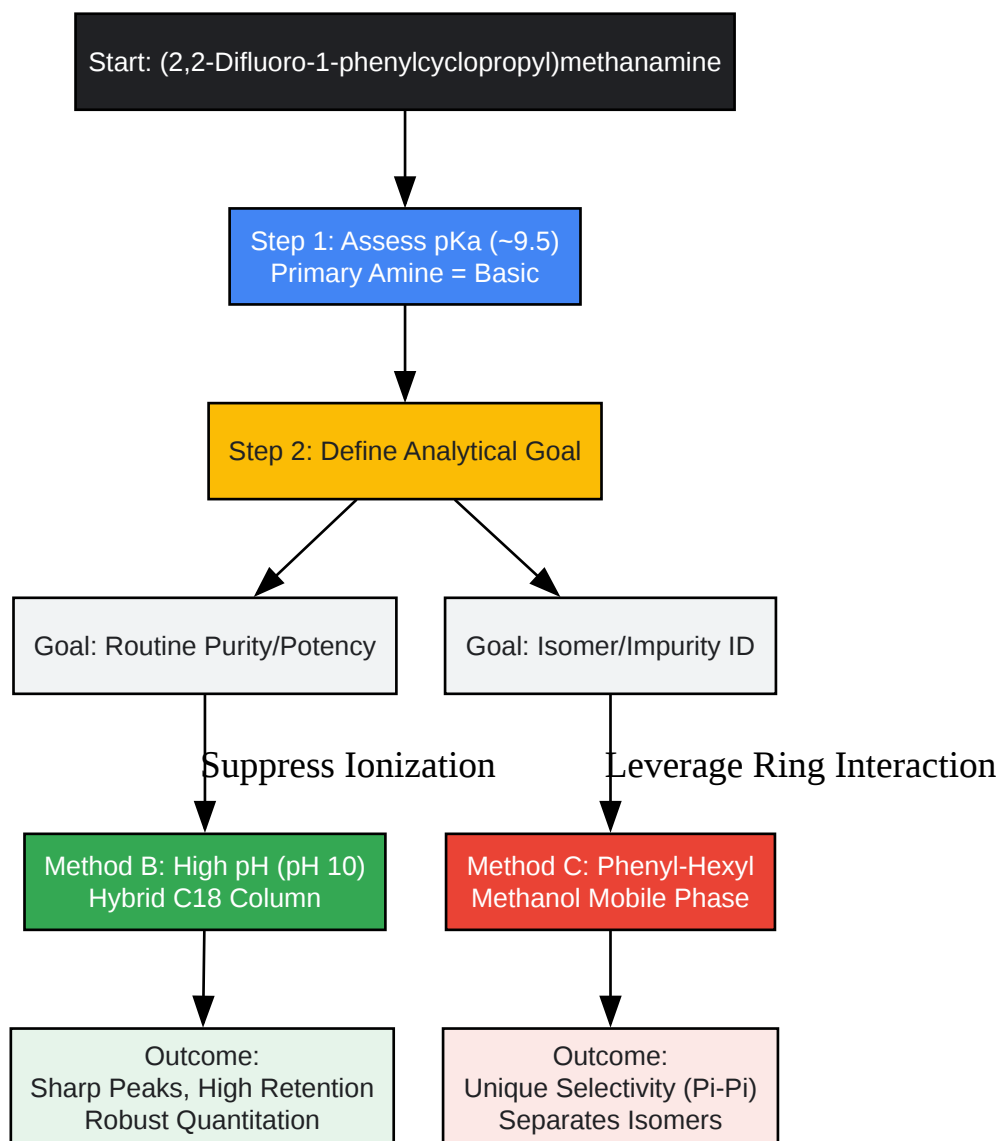 Start: (2,2-Difluoro-1-phenylcyclopropyl)methanamine
Step 1: Assess pKa (~9.5)
Primary Amine = Basic
Step 2: Define Analytical Goal
Goal: Routine Purity/Potency
Goal: Isomer/Impurity ID
Suppress Ionization
Leverage Ring Interaction
Method B: High pH (pH 10)
Hybrid C18 Column
Method C: Phenyl-Hexyl
Methanol Mobile Phase
Outcome:
Sharp Peaks, High Retention
Robust Quantitation
Outcome:
Unique Selectivity (Pi-Pi)
Separates Isomers